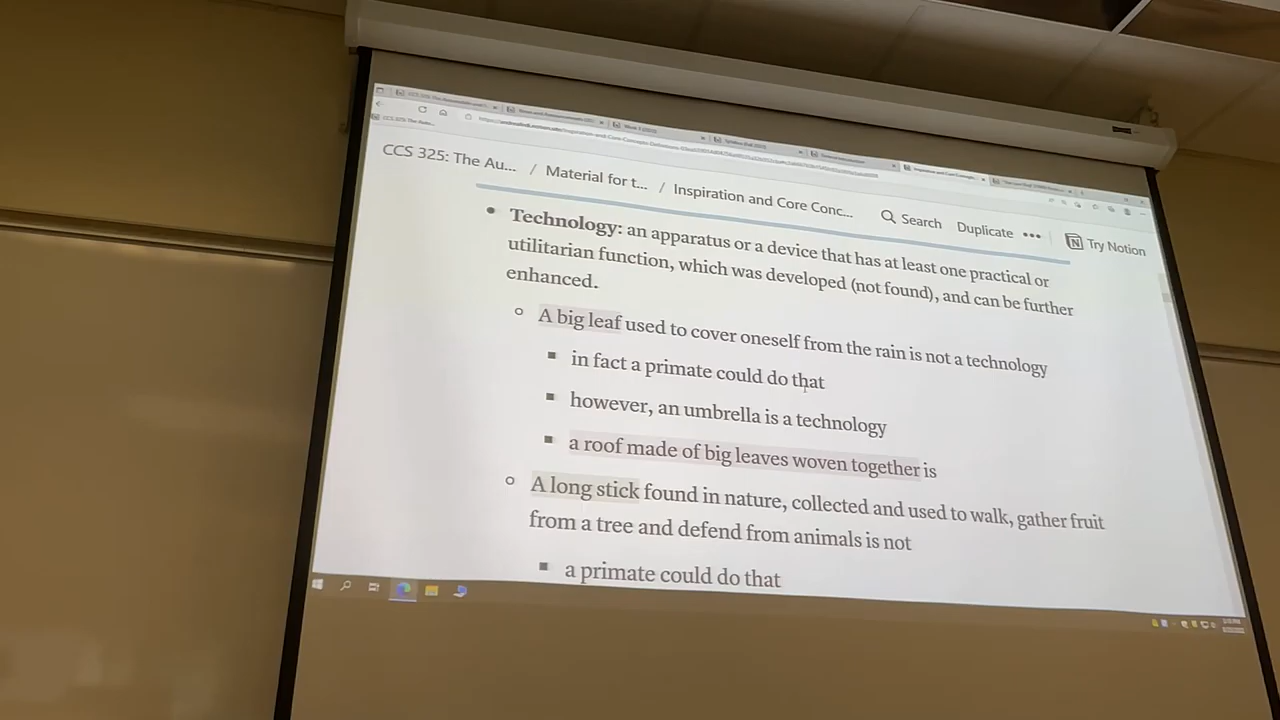 CCS 325: The Au... / Material for t... / Inspiration and Core Conc... Search Duplicate ••• Try Notion
• Technology: an apparatus or a device that has at least one practical or
utilitarian function, which was developed (not found), and can be further
enhanced.
○ A big leaf used to cover oneself from the rain is not a technology
■ in fact a primate could do that
■ however, an umbrella is a technology
■ a roof made of big leaves woven together is
○ A long stick found in nature, collected and used to walk, gather fruit
from a tree and defend from animals is not
■ a primate could do that